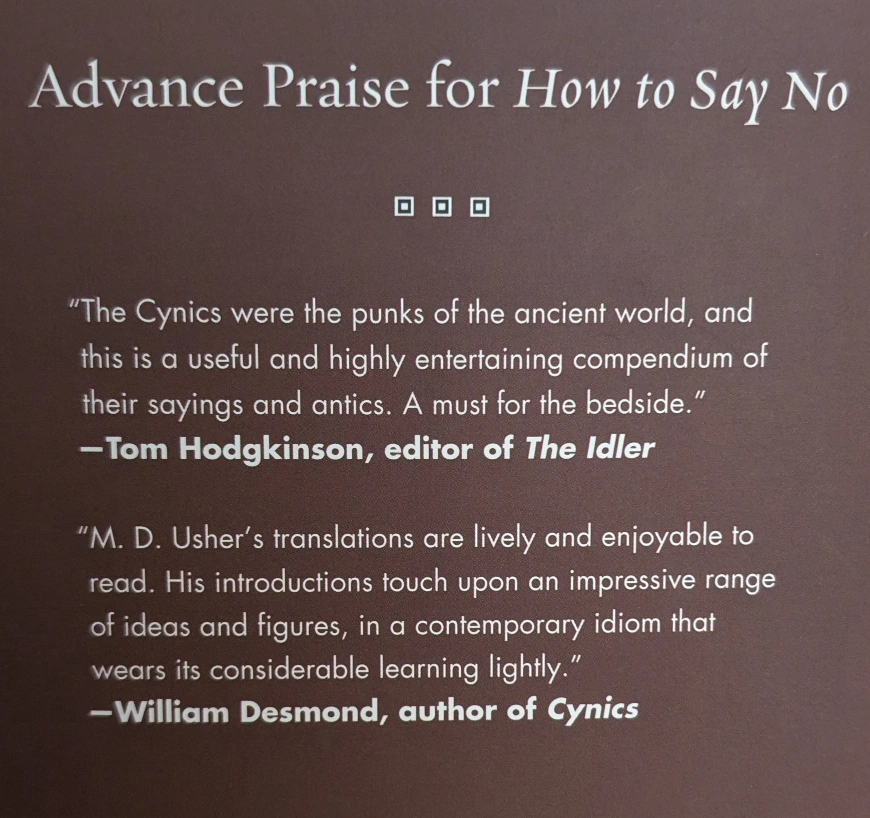 Advance Praise for How to Say No
“The Cynics were the punks of the ancient world, and
this is a useful and highly entertaining compendium of
their sayings and antics. A must for the bedside.”
—Tom Hodgkinson, editor of The Idler
“M. D. Usher’s translations are lively and enjoyable to
read. His introductions touch upon an impressive range
of ideas and figures, in a contemporary idiom that
wears its considerable learning lightly.”
—William Desmond, author of Cynics